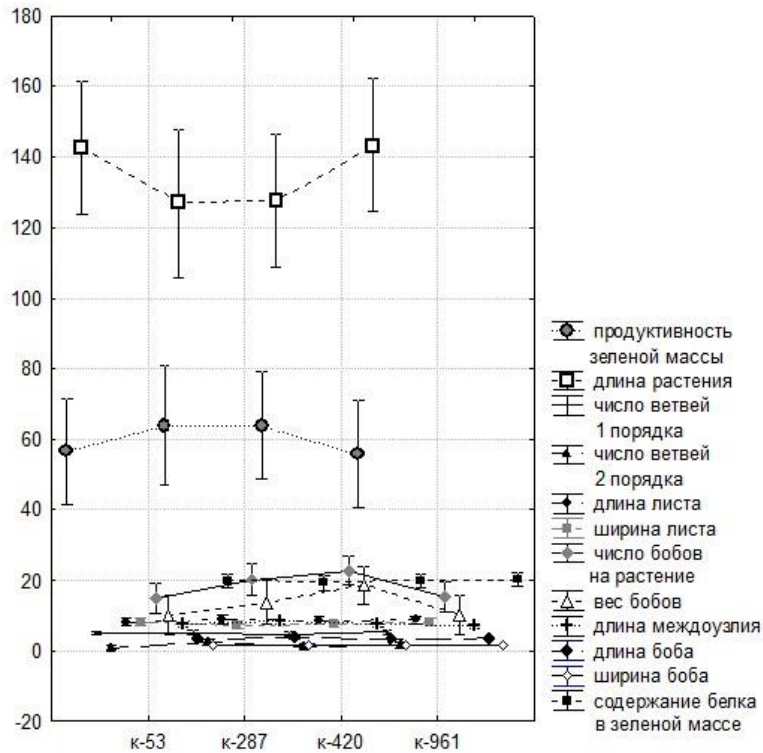 180
160
140
120
100
80
60
40
20
0
-20
к-53 к-287 к-420 к-961
продуктивность
зеленой массы
длина растения
число ветвей
1 порядка
число ветвей
2 порядка
длина листа
ширина листа
число бобов
на растение
вес бобов
длина междоузлия
длина боба
ширина боба
содержание белка
в зеленой массе